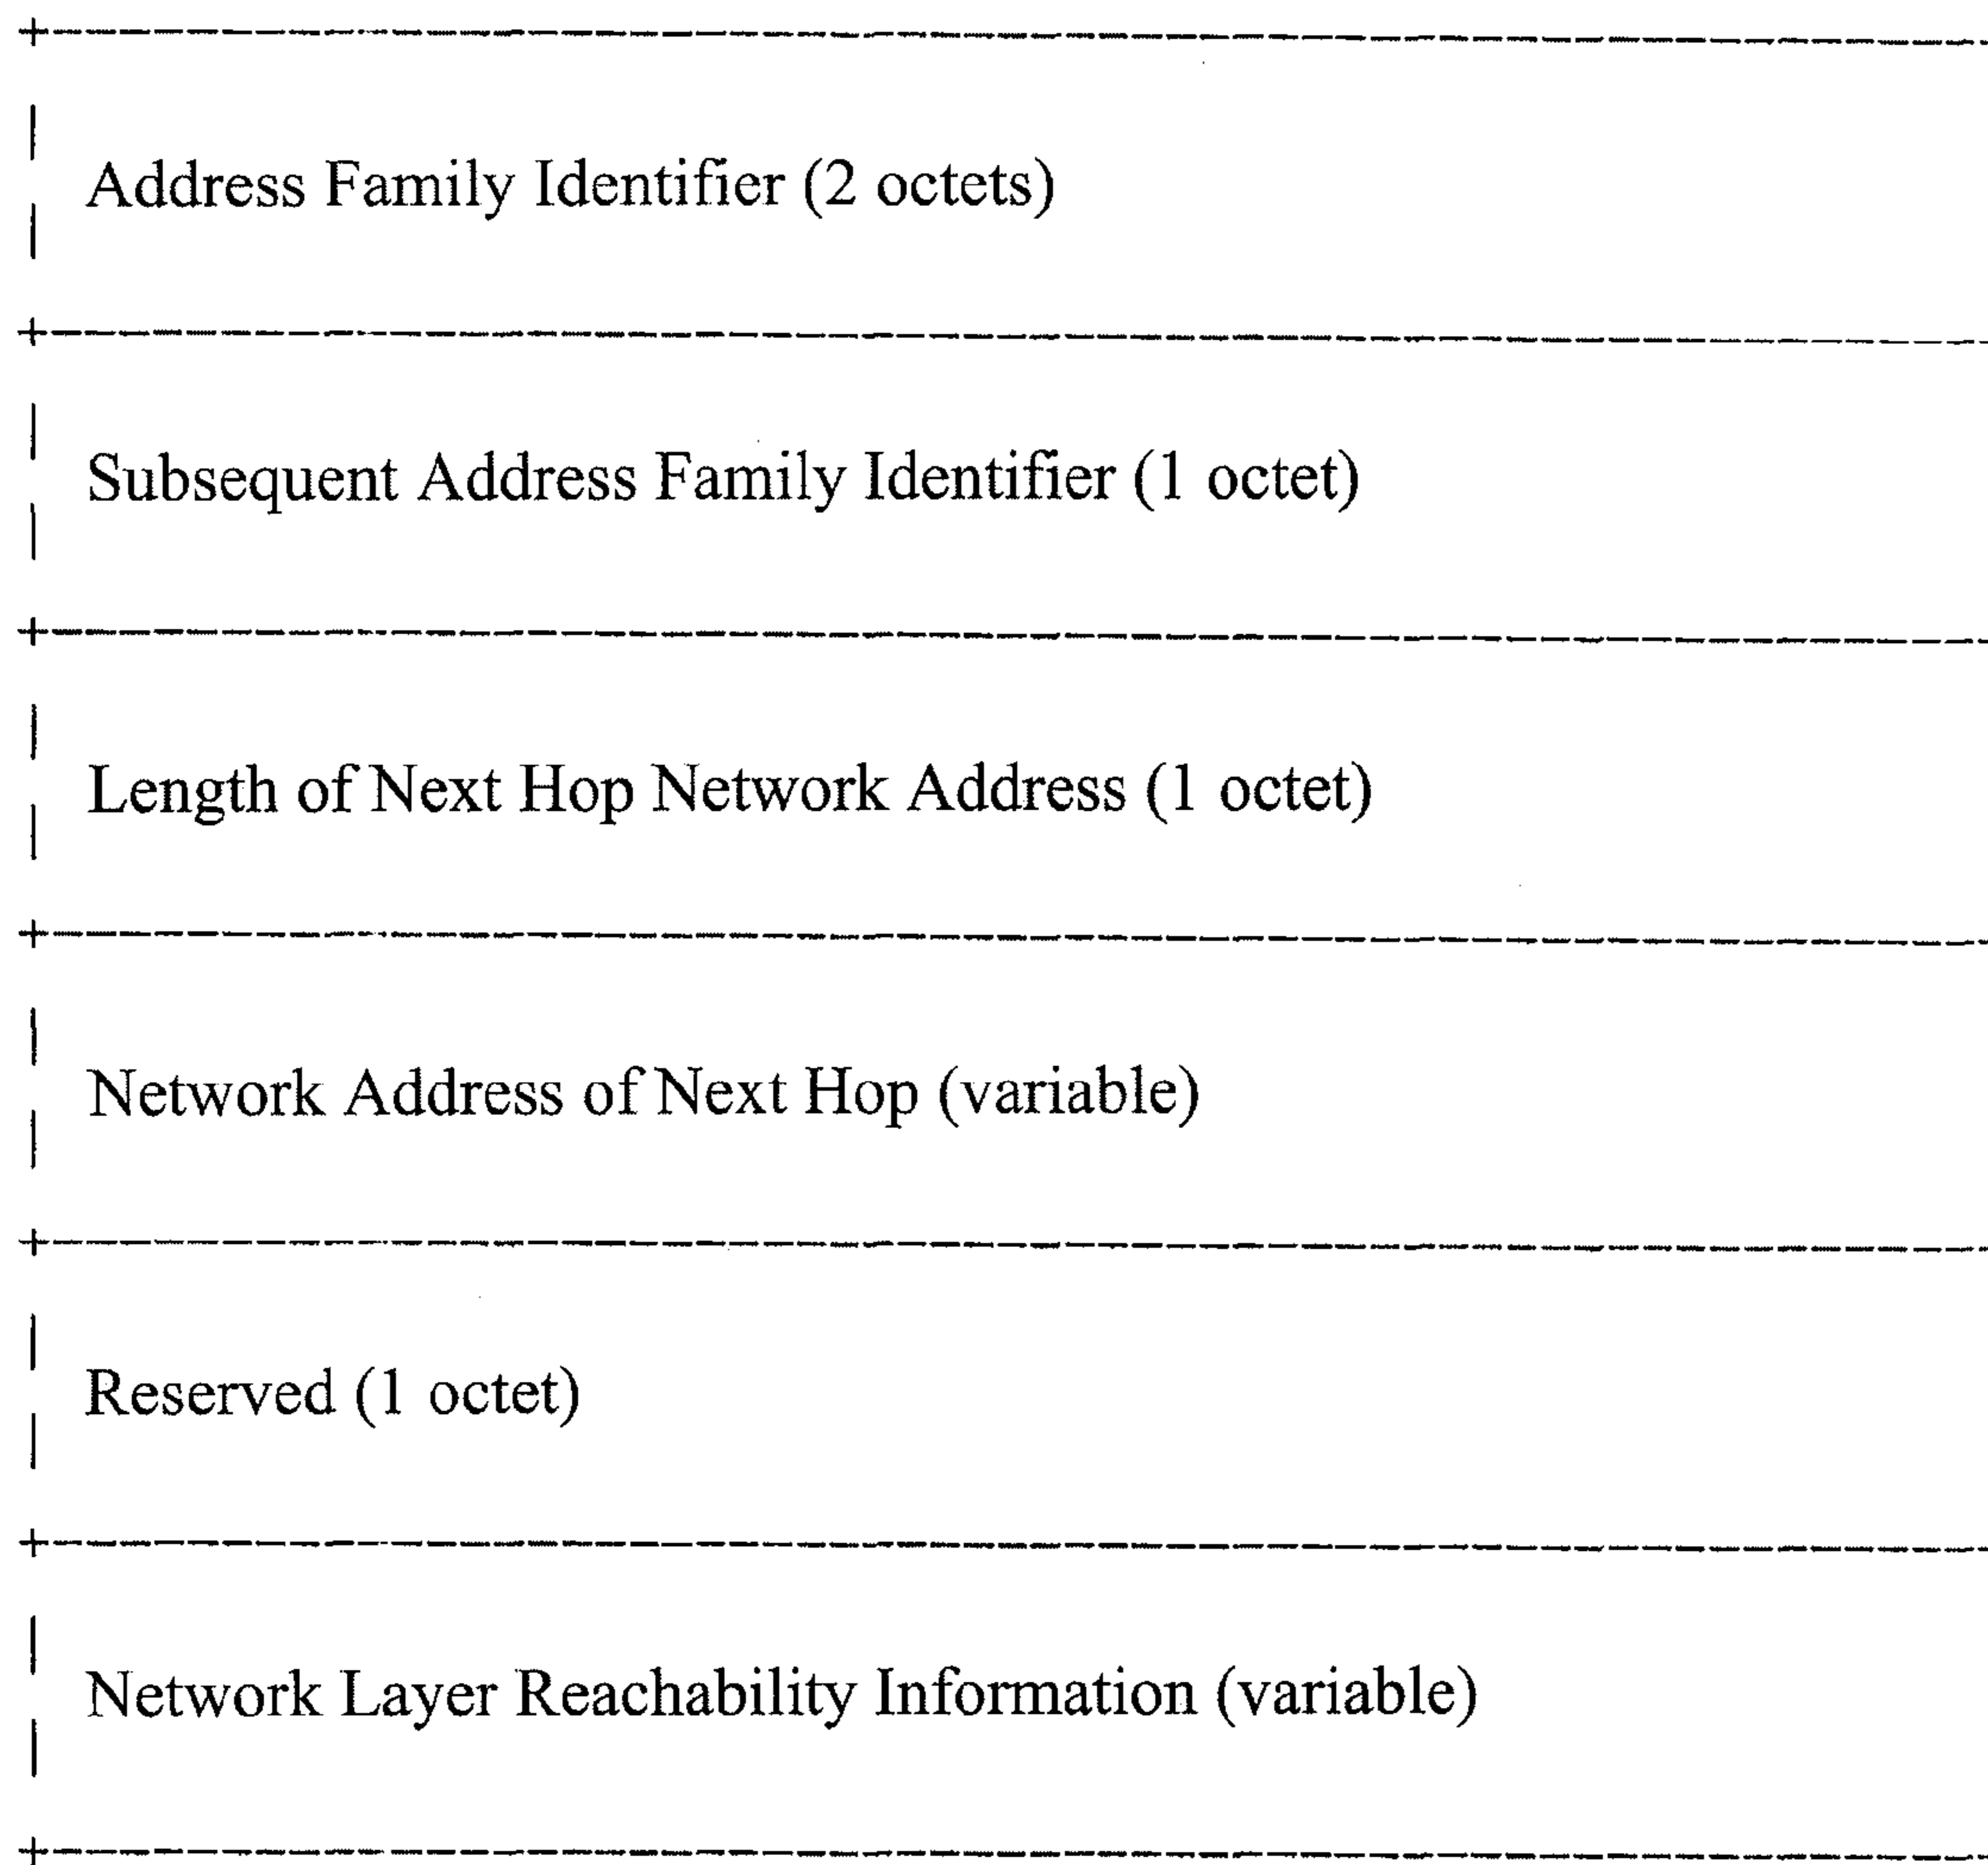 Address Family Identifier (2 octets)
Subsequent Address Family Identifier (1 octet)
Length of Next Hop Network Address (1 octet)
Network Address of Next Hop (variable)
Reserved (1 octet)
Network Layer Reachability Information (variable)